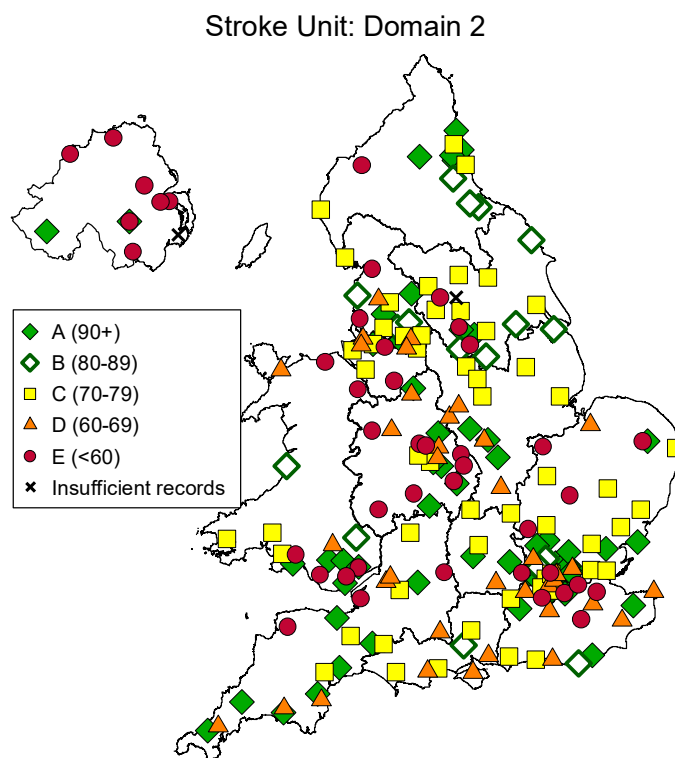 Stroke Unit: Domain 2
A (90+)
B (80-89)
C (70-79)
D (60-69)
E (<60)
Insufficient records